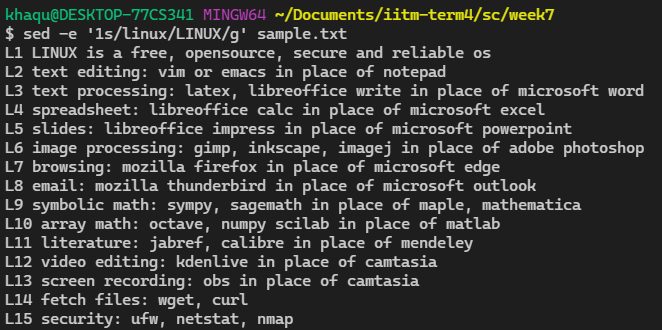 khaqu@DESKTOP-77CS341 MINGW64 ~/Documents/iitm-term4/sc/week7
$ sed -e '1s/linux/LINUX/g' sample.txt
L1 LINUX is a free, opensource, secure and reliable os
L2 text editing: vim or emacs in place of notepad
L3 text processing: latex, libreoffice write in place of microsoft word
L4 spreadsheet: libreoffice calc in place of microsoft excel
L5 slides: libreoffice impress in place of microsoft powerpoint
L6 image processing: gimp, inkscape, imagej in place of adobe photoshop
L7 browsing: mozilla firefox in place of microsoft edge
L8 email: mozilla thunderbird in place of microsoft outlook
L9 symbolic math: sympy, sagemath in place of maple, mathematica
L10 array math: octave, numpy scilab in place of matlab
L11 literature: jabref, calibre in place of mendeley
L12 video editing: kdenlive in place of camtasia
L13 screen recording: obs in place of camtasia
L14 fetch files: wget, curl
L15 security: ufw, netstat, nmap